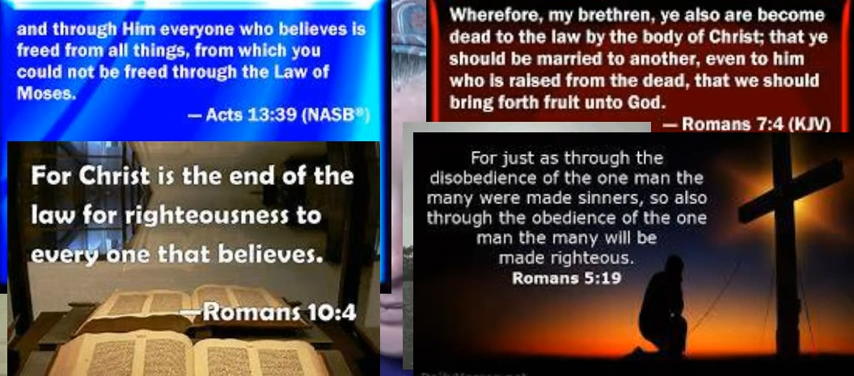 and through Him everyone who believes is
freed from all things, from which you
could not be freed through the Law of
Moses.
— Acts 13:39 (NASB®)
Wherefore, my brethren, ye also are become
dead to the law by the body of Christ; that ye
should be married to another, even to him
who is raised from the dead, that we should
bring forth fruit unto God.
— Romans 7:4 (KJV)
For Christ is the end of the
law for righteousness to
every one that believes.
—Romans 10:4
For just as through the
disobedience of the one man the
many were made sinners, so also
through the obedience of the one
man the many will be
made righteous.
Romans 5:19